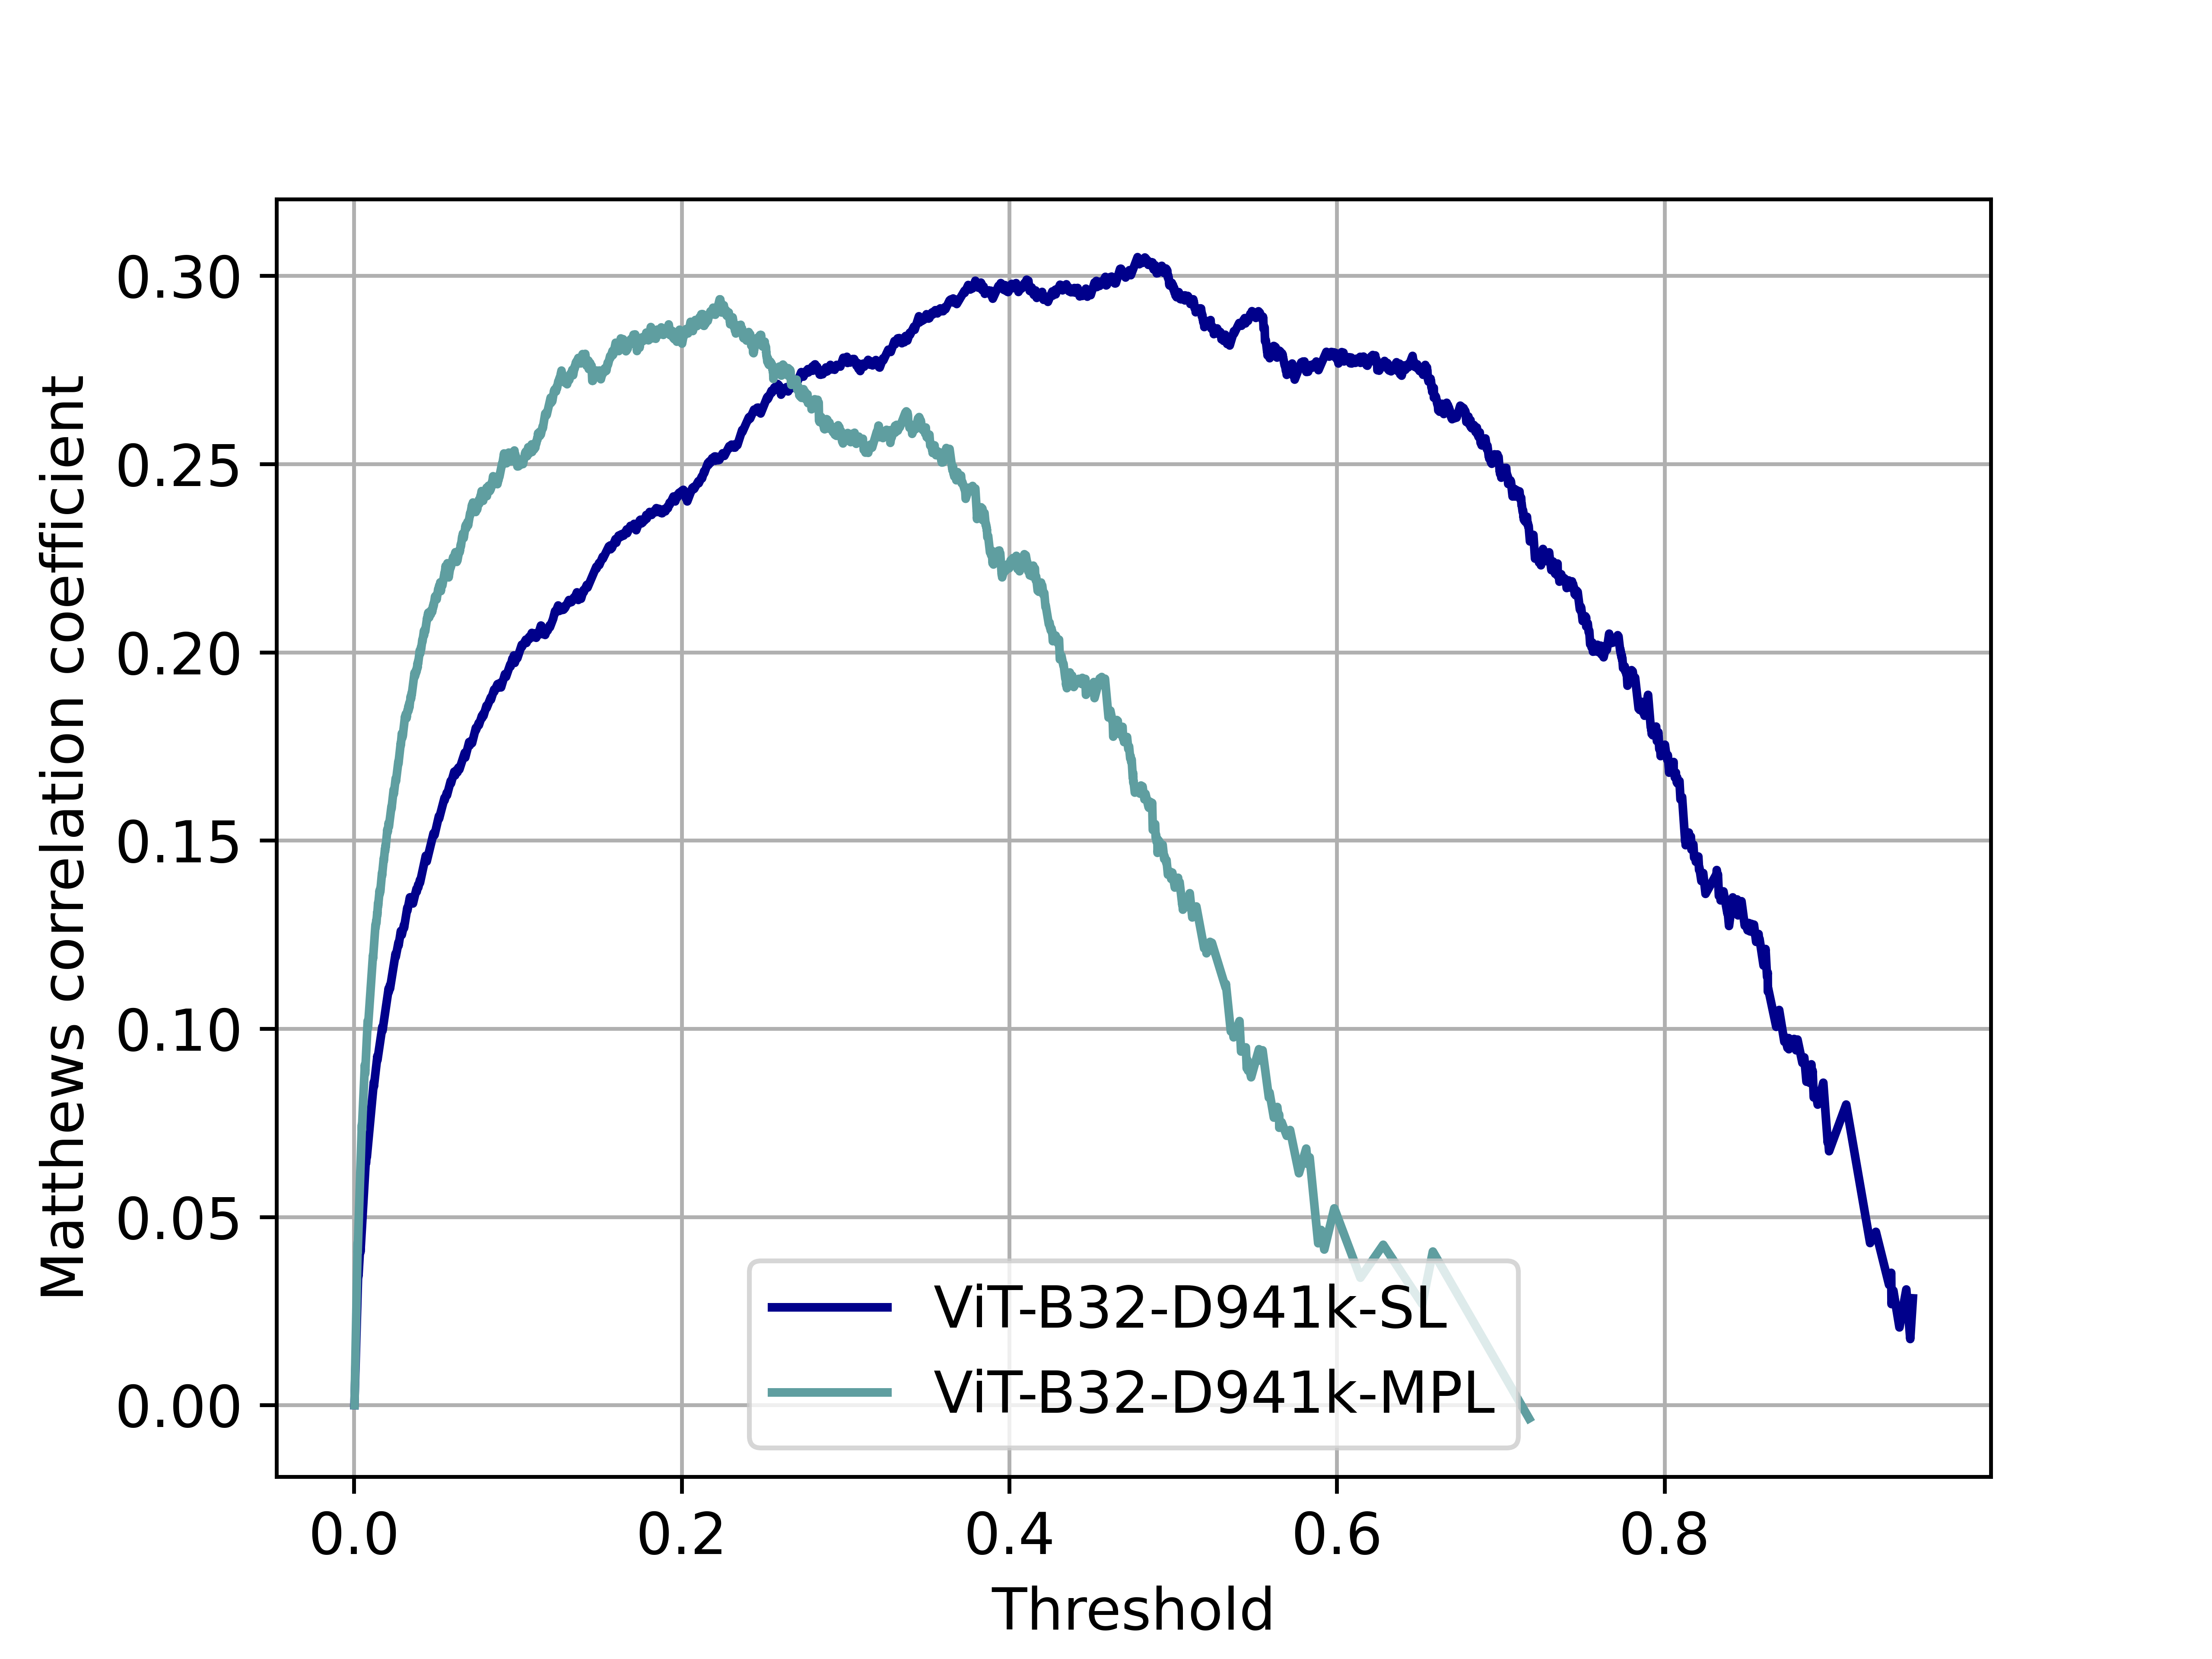 Matthews correlation coefficient
0.30
0.25
0.20
0.15
0.10
0.05
0.00
ViT-B32-D941k-SL
ViT-B32-D941k-MPL
0.0 0.2 0.4 0.6 0.8
Threshold